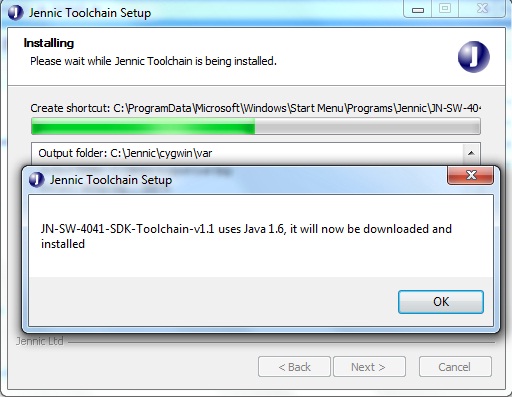 Jennic Toolchain Setup
Installing
Please wait while Jennic Toolchain is being installed.
J
Create shortcut: C:\ProgramData\Microsoft\Windows\Start Menu\Programs\Jennic\JN-SW-404
Output folder: C:\Jennic\cygwin\var
Jennic Toolchain Setup
JN-SW-4041-SDK-Toolchain-v1.1 uses Java 1.6, it will now be downloaded and
installed
OK
Jennic Ltd
< Back
Next >
Cancel